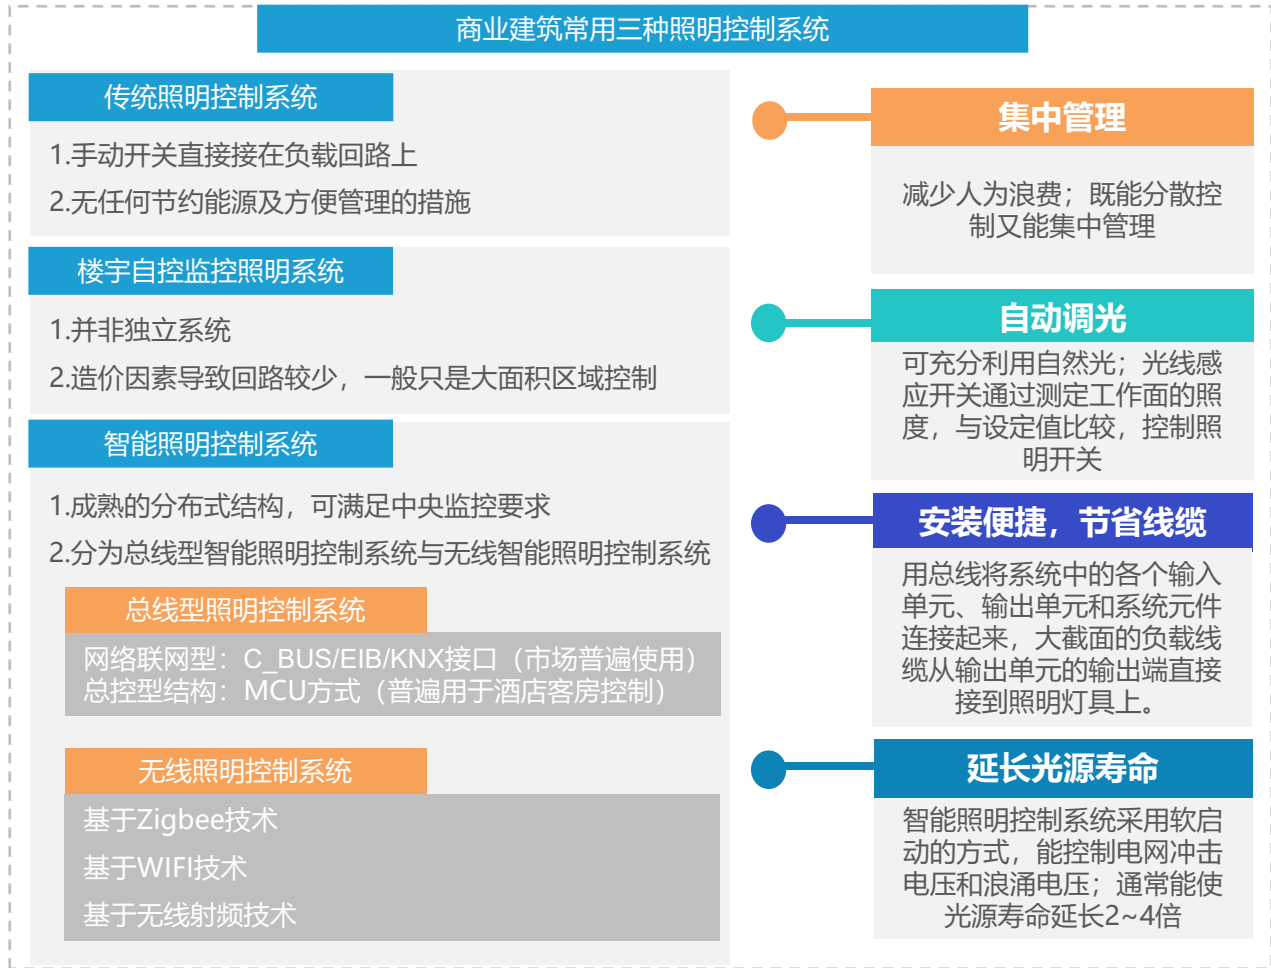 商业建筑常用三种照明控制系统
传统照明控制系统
1.手动开关直接接在负载回路上
2.无任何节约能源及方便管理的措施
楼宇自控监控照明系统
1.并非独立系统
2.造价因素导致回路较少，一般只是大面积区域控制
智能照明控制系统
1.成熟的分布式结构，可满足中央监控要求
2.分为总线型智能照明控制系统与无线智能照明控制系统
总线型照明控制系统
网络联网型：C_BUS/EIB/KNX接口（市场普遍使用）
总控型结构：MCU方式（普遍用于酒店客房控制）
无线照明控制系统
基于Zigbee技术
基于WIFI技术
基于无线射频技术
集中管理
减少人为浪费；既能分散控
制又能集中管理
自动调光
可充分利用自然光；光线感
应开关通过测定工作面的照
度，与设定值比较，控制照
明开关
安装便捷，节省线缆
用总线将系统中的各个输入
单元、输出单元和系统元件
连接起来，大截面的负载线
缆从输出单元的输出端直接
接到照明灯具上。
延长光源寿命
智能照明控制系统采用软启
动的方式，能控制电网冲击
电压和浪涌电压；通常能使
光源寿命延长2~4倍